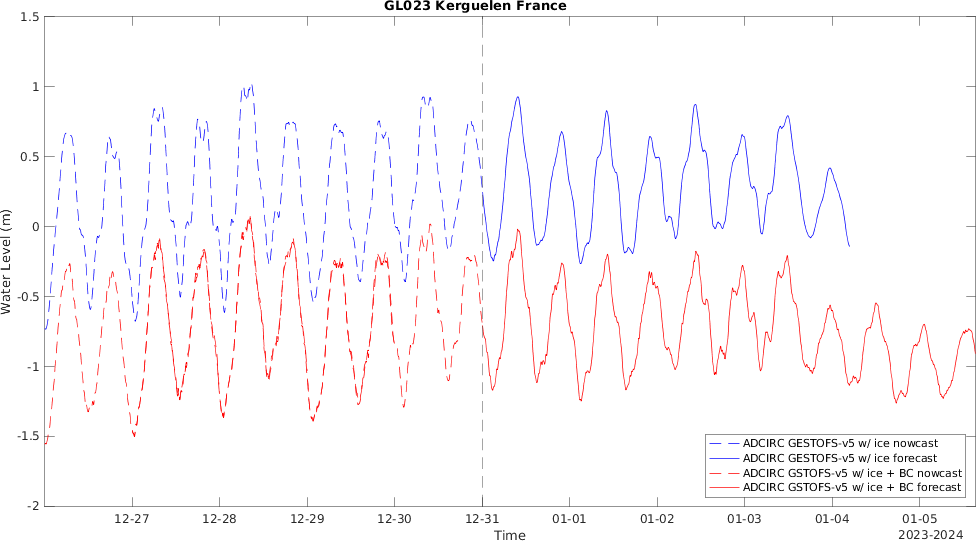 GL023 Kerguelen France
1.5
1
0.5
0
-0.5
-1
-1.5
-2
Water Level (m)
12-27 12-28 12-29 12-30 12-31 01-01 01-02 01-03 01-04 01-05
Time
2023-2024
ADCIRC GESTOFS-v5 w/ ice nowcast
ADCIRC GESTOFS-v5 w/ ice forecast
ADCIRC GSTOFS-v5 w/ ice + BC nowcast
ADCIRC GSTOFS-v5 w/ ice + BC forecast